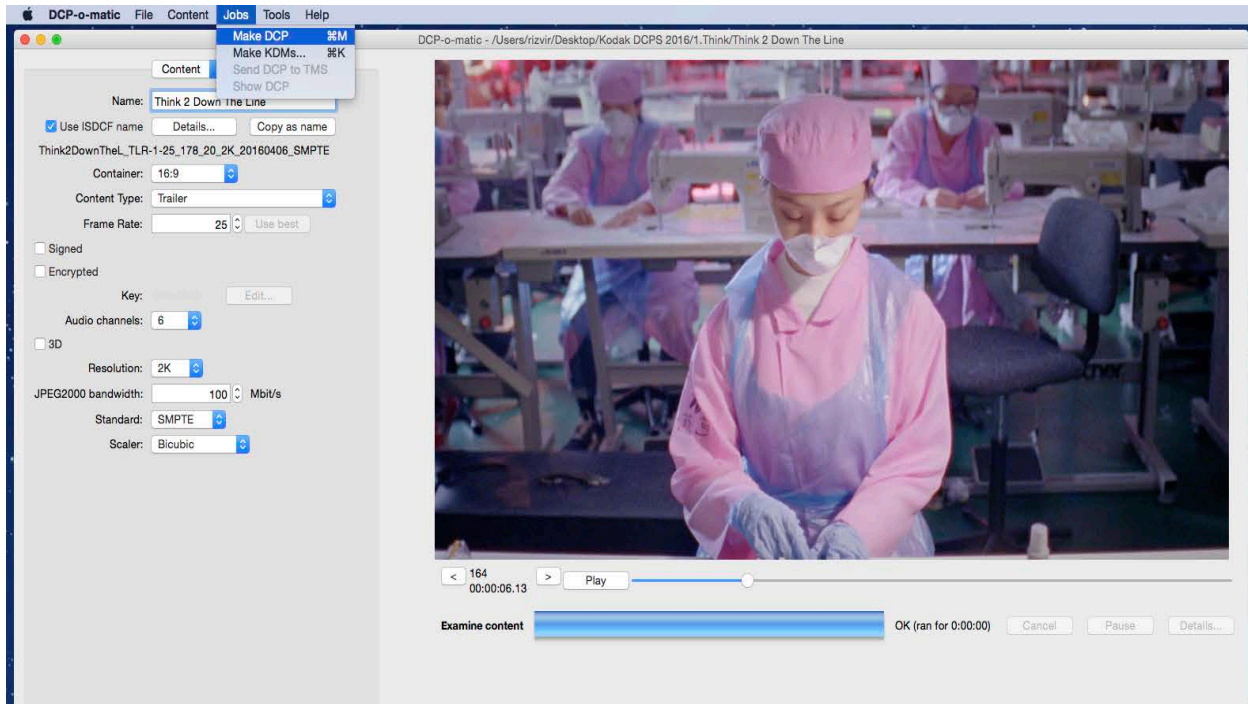 DCP-o-matic File Content Jobs Tools Help
Make DCP ⌘M
Make KDMs... ⌘K
Send DCP to TMS
Show DCP
DCP-o-matic - /Users/rizvir/Desktop/Kodak DCPS 2016/1.Think/Think 2 Down The Line
Content
Name: Think 2 Down The Line
Use ISDCF name Details... Copy as name
Think2DownTheL_TLR-1-25_178_20_2K_20160406_SMPTE
Container: 16:9
Content Type: Trailer
Frame Rate: 25 Use best
Signed
Encrypted
Key: Edit...
Audio channels: 6
3D
Resolution: 2K
JPEG2000 bandwidth: 100 Mbit/s
Standard: SMPTE
Scaler: Bicubic
< 164 > Play
00:00:06.13
Examine content OK (ran for 0:00:00) Cancel Pause Details...